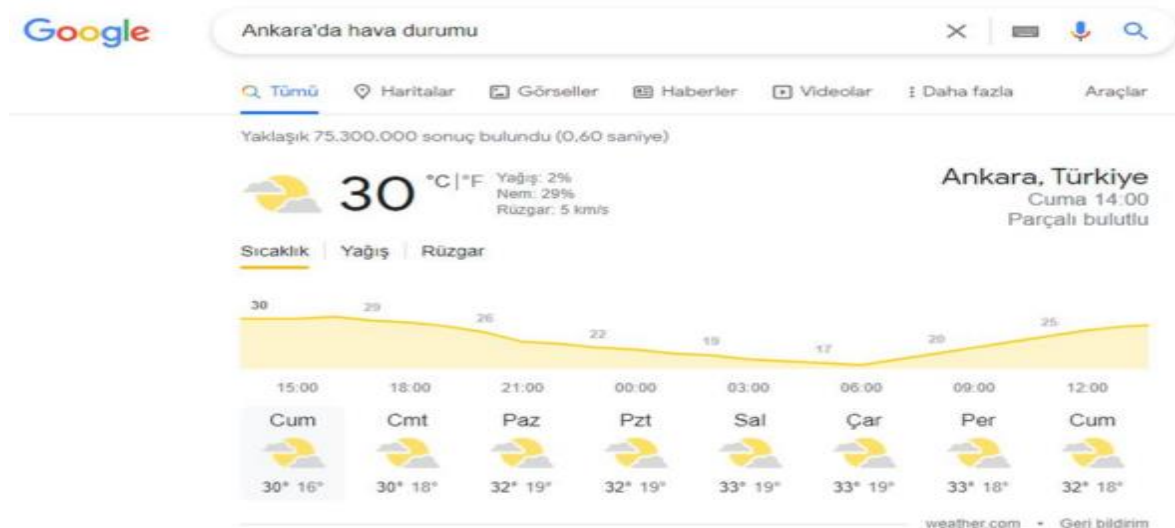 Google
Ankara'da hava durumu
Tümü Haritalar Görseller Haberler Videolar Daha fazla Araçlar
Yaklaşık 75.300.000 sonuç bulundu (0,60 saniye)
30 °C | °F
Yağış: 2%
Nem: 29%
Rüzgar: 5 km/s
Ankara, Türkiye
Cuma 14:00
Parçalı bulutlu
Sıcaklık Yağış Rüzgar
30 29 26 22 19 17 20 25
15:00 18:00 21:00 00:00 03:00 06:00 09:00 12:00
Cum Cmt Paz Pzt Sal Çar Per Cum
30° 16° 30° 18° 32° 19° 32° 19° 33° 19° 33° 19° 33° 18° 32° 18°
weather.com • Geri bildirim